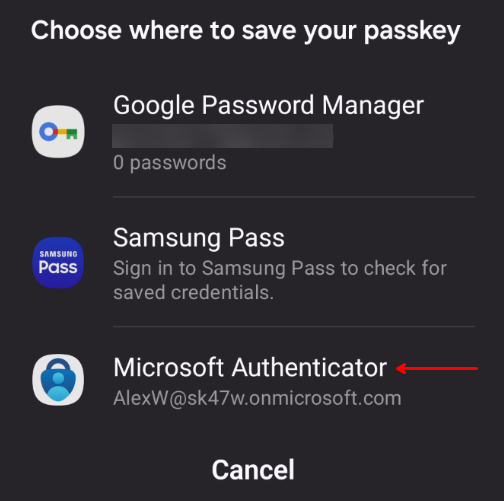 Choose where to save your passkey
Google Password Manager
0 passwords
SAMSUNG
Pass
Samsung Pass
Sign in to Samsung Pass to check for
saved credentials.
Microsoft Authenticator
AlexW@sk47w.onmicrosoft.com
Cancel